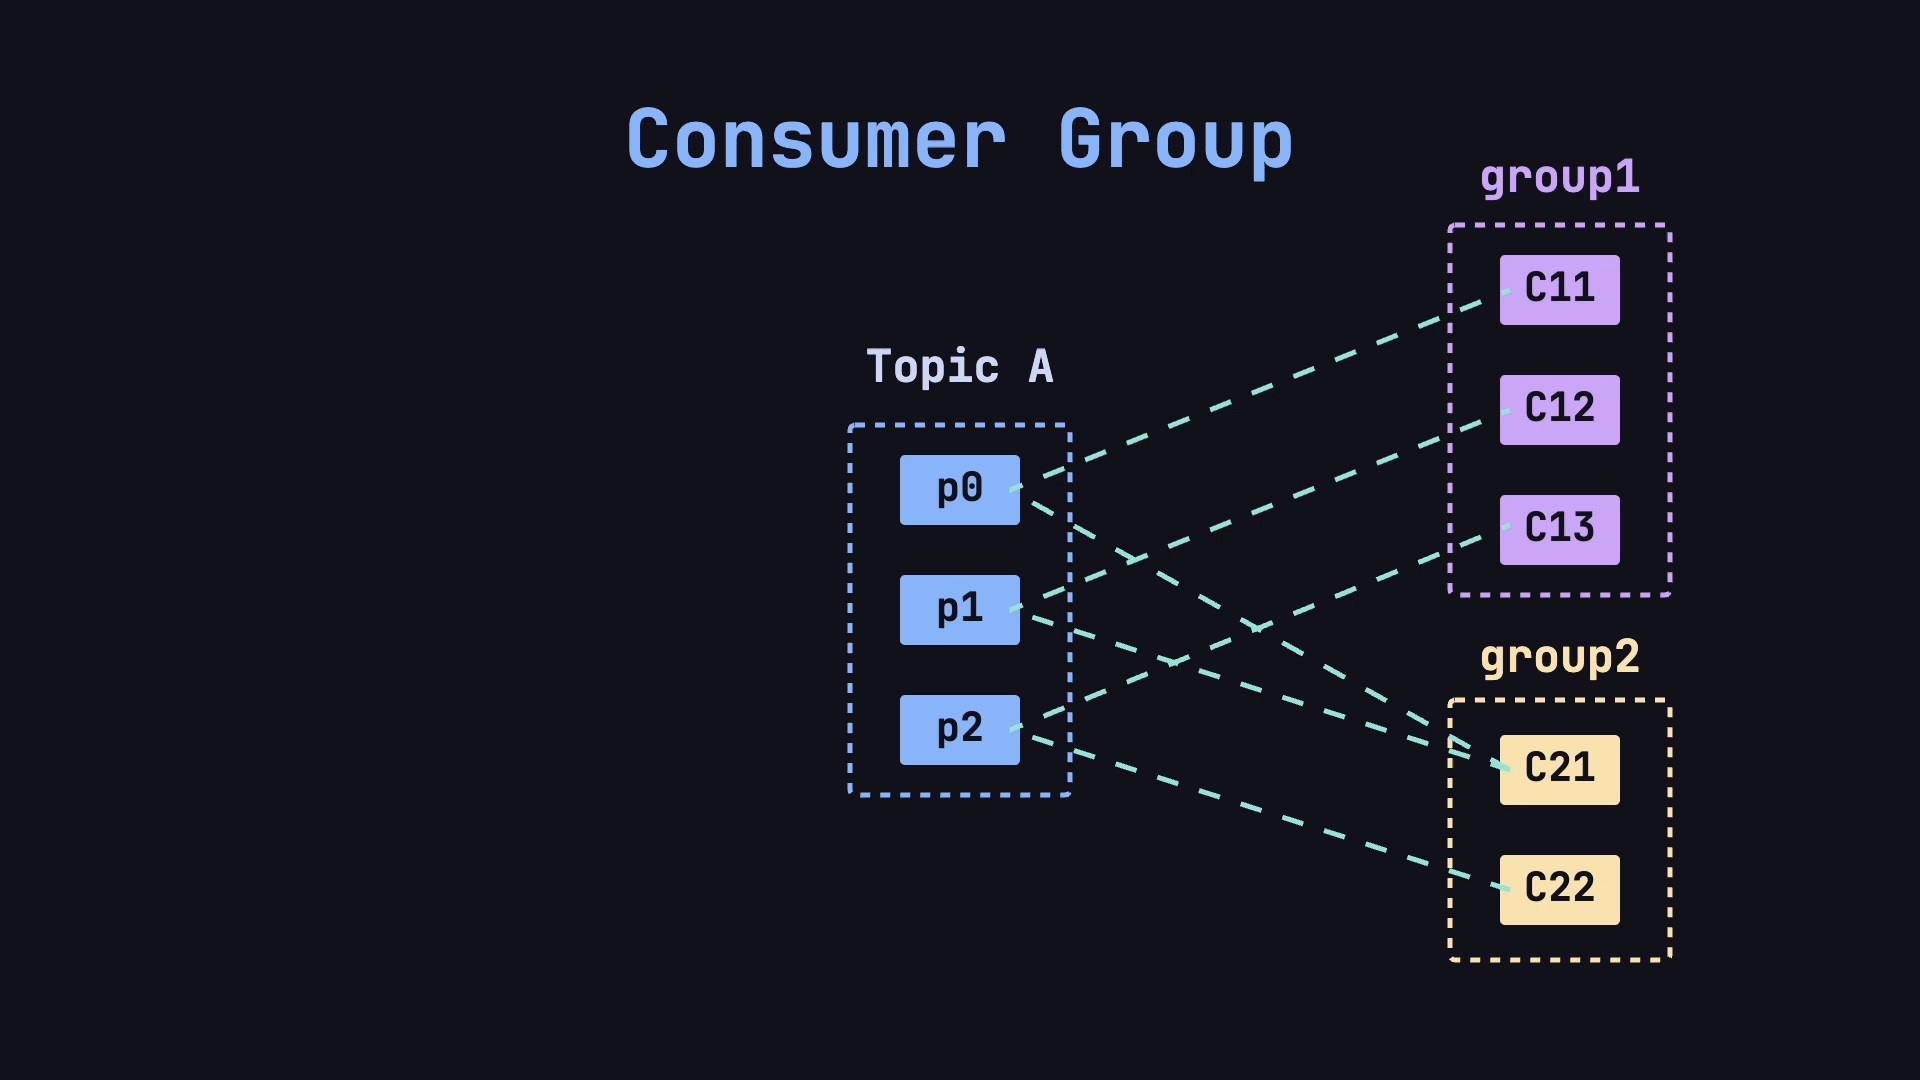 Consumer Group
Topic A
p0
p1
p2
group1
C11
C12
C13
group2
C21
C22